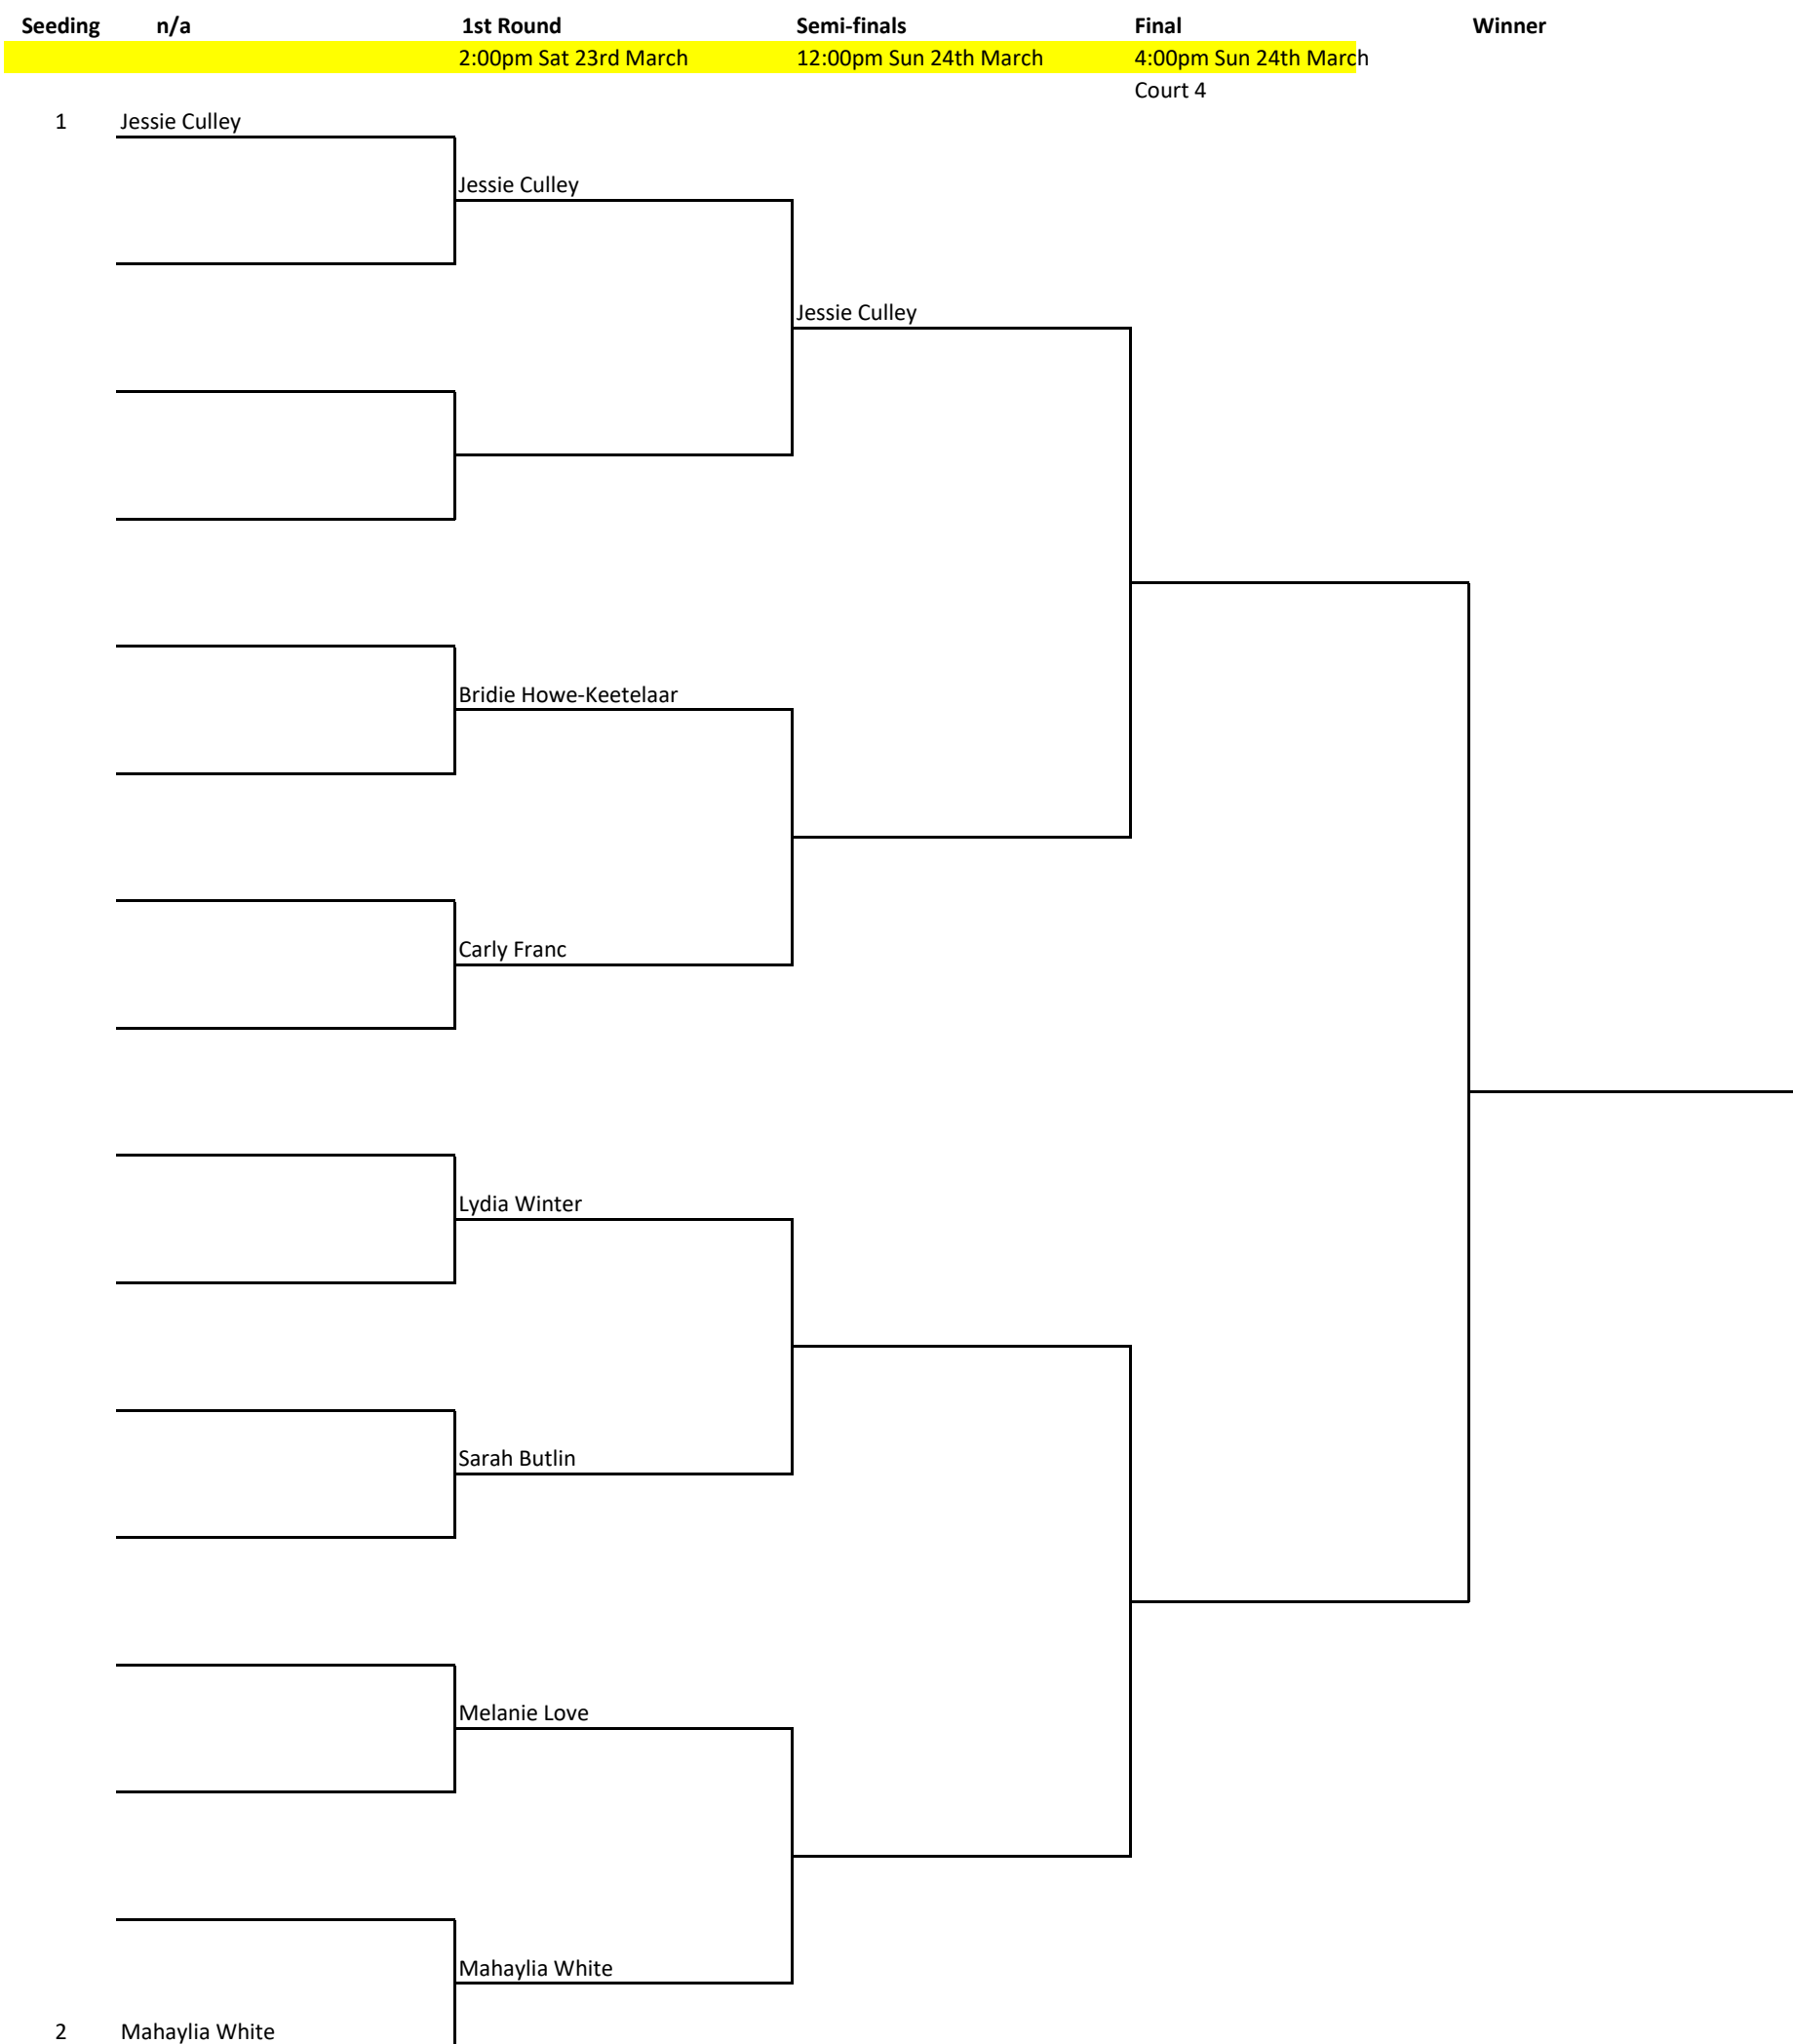 Seeding n/a 1st Round Semi-finals Final Winner
2:00pm Sat 23rd March 12:00pm Sun 24th March 4:00pm Sun 24th March
Court 4
1 Jessie Culley
Jessie Culley
Jessie Culley
Bridie Howe-Keetelaar
Carly Franc
Lydia Winter
Sarah Butlin
Melanie Love
Mahaylia White
2 Mahaylia White